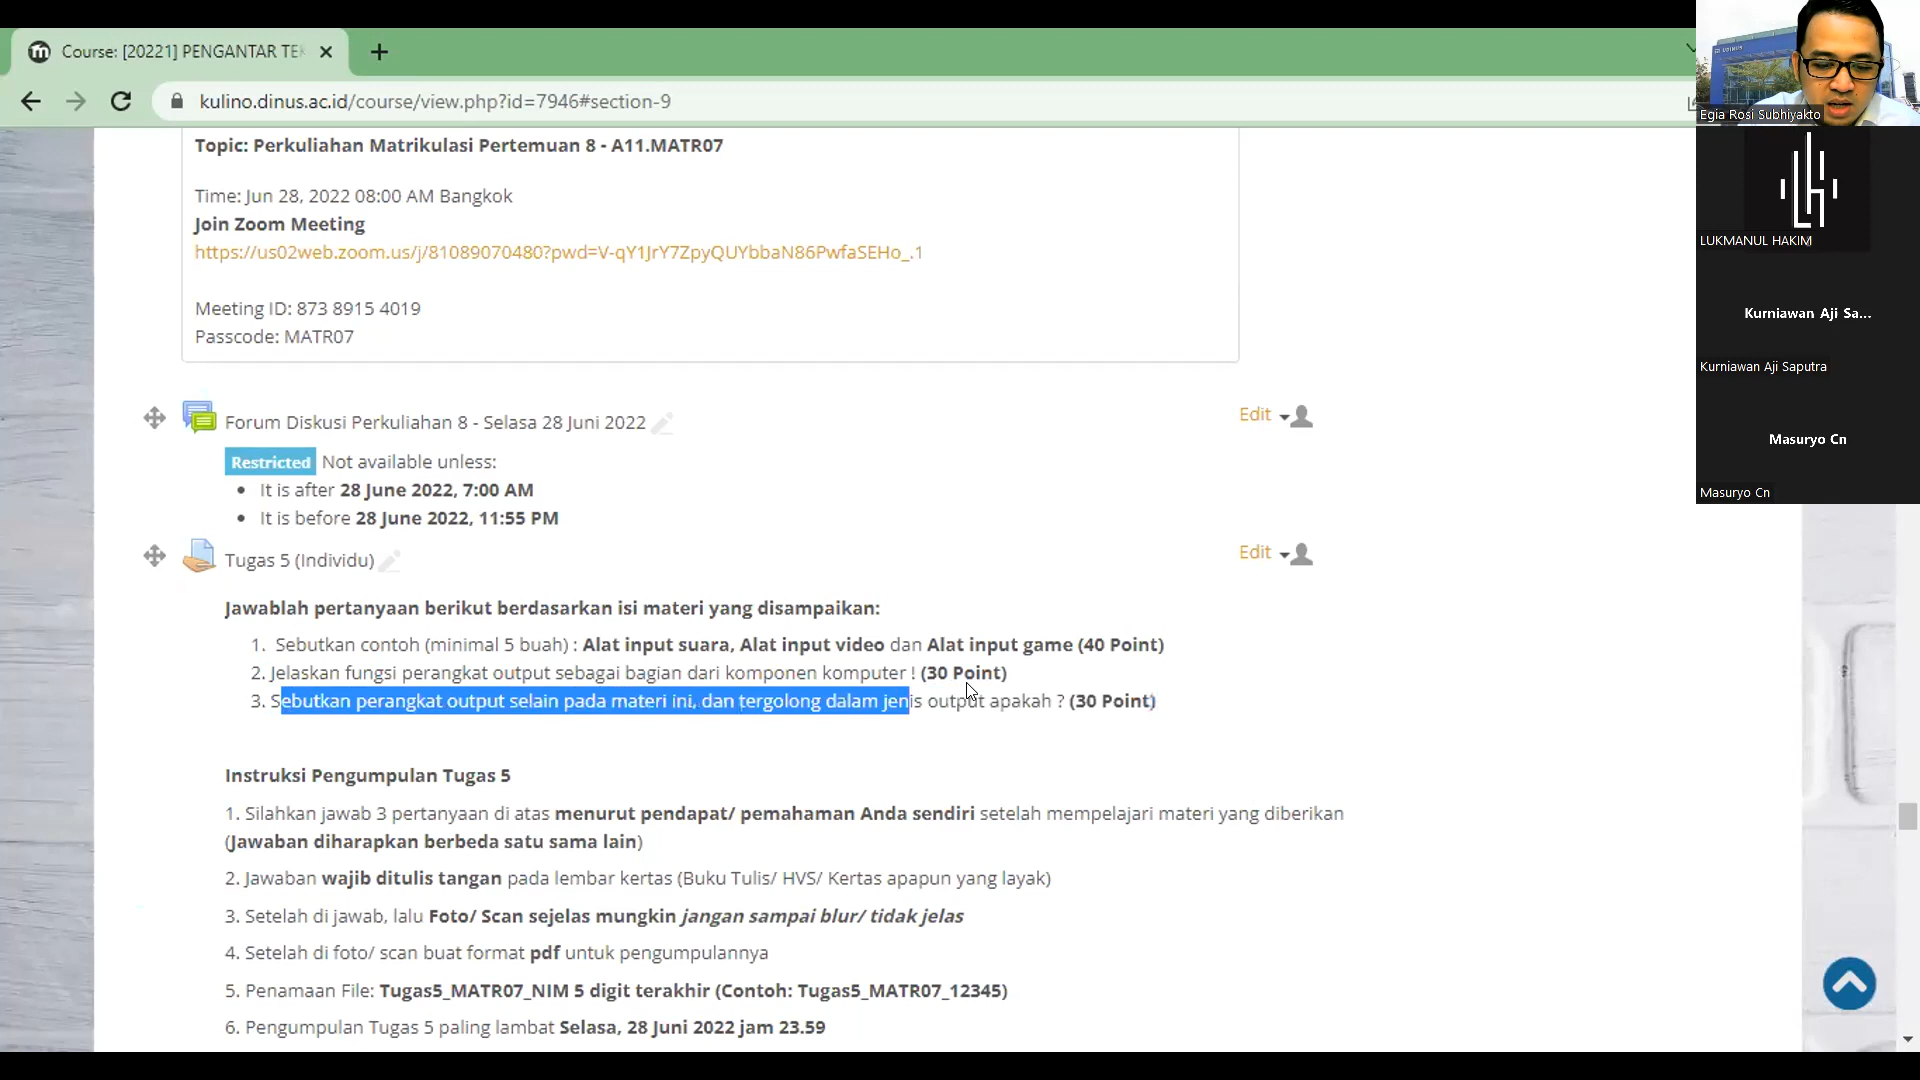 Course: [20221] PENGANTAR TE
kulino.dinus.ac.id/course/view.php?id=7946#section-9
Egia Rosi Subhiyakto
Topic: Perkuliahan Matrikulasi Pertemuan 8 - A11.MATR07
Time: Jun 28, 2022 08:00 AM Bangkok
Join Zoom Meeting
https://us02web.zoom.us/j/81089070480?pwd=V-qY1JrY7ZpyQUYbbaN86PwfaSEHo_.1
Meeting ID: 873 8915 4019
Passcode: MATR07
LUKMANUL HAKIM
Kurniawan Aji Sa...
Kurniawan Aji Saputra
Masuryo Cn
Masuryo Cn
Forum Diskusi Perkuliahan 8 - Selasa 28 Juni 2022
Edit
Restricted Not available unless:
• It is after 28 June 2022, 7:00 AM
• It is before 28 June 2022, 11:55 PM
Tugas 5 (Individu)
Edit
Jawablah pertanyaan berikut berdasarkan isi materi yang disampaikan:
1. Sebutkan contoh (minimal 5 buah) : Alat input suara, Alat input video dan Alat input game (40 Point)
2. Jelaskan fungsi perangkat output sebagai bagian dari komponen komputer ! (30 Point)
3. Sebutkan perangkat output selain pada materi ini, dan tergolong dalam jenis output apakah ? (30 Point)
Instruksi Pengumpulan Tugas 5
1. Silahkan jawab 3 pertanyaan di atas menurut pendapat/ pemahaman Anda sendiri setelah mempelajari materi yang diberikan
(Jawaban diharapkan berbeda satu sama lain)
2. Jawaban wajib ditulis tangan pada lembar kertas (Buku Tulis/ HVS/ Kertas apapun yang layak)
3. Setelah di jawab, lalu Foto/ Scan sejelas mungkin jangan sampai blur/ tidak jelas
4. Setelah di foto/ scan buat format pdf untuk pengumpulannya
5. Penamaan File: Tugas5_MATR07_NIM 5 digit terakhir (Contoh: Tugas5_MATR07_12345)
6. Pengumpulan Tugas 5 paling lambat Selasa, 28 Juni 2022 jam 23.59